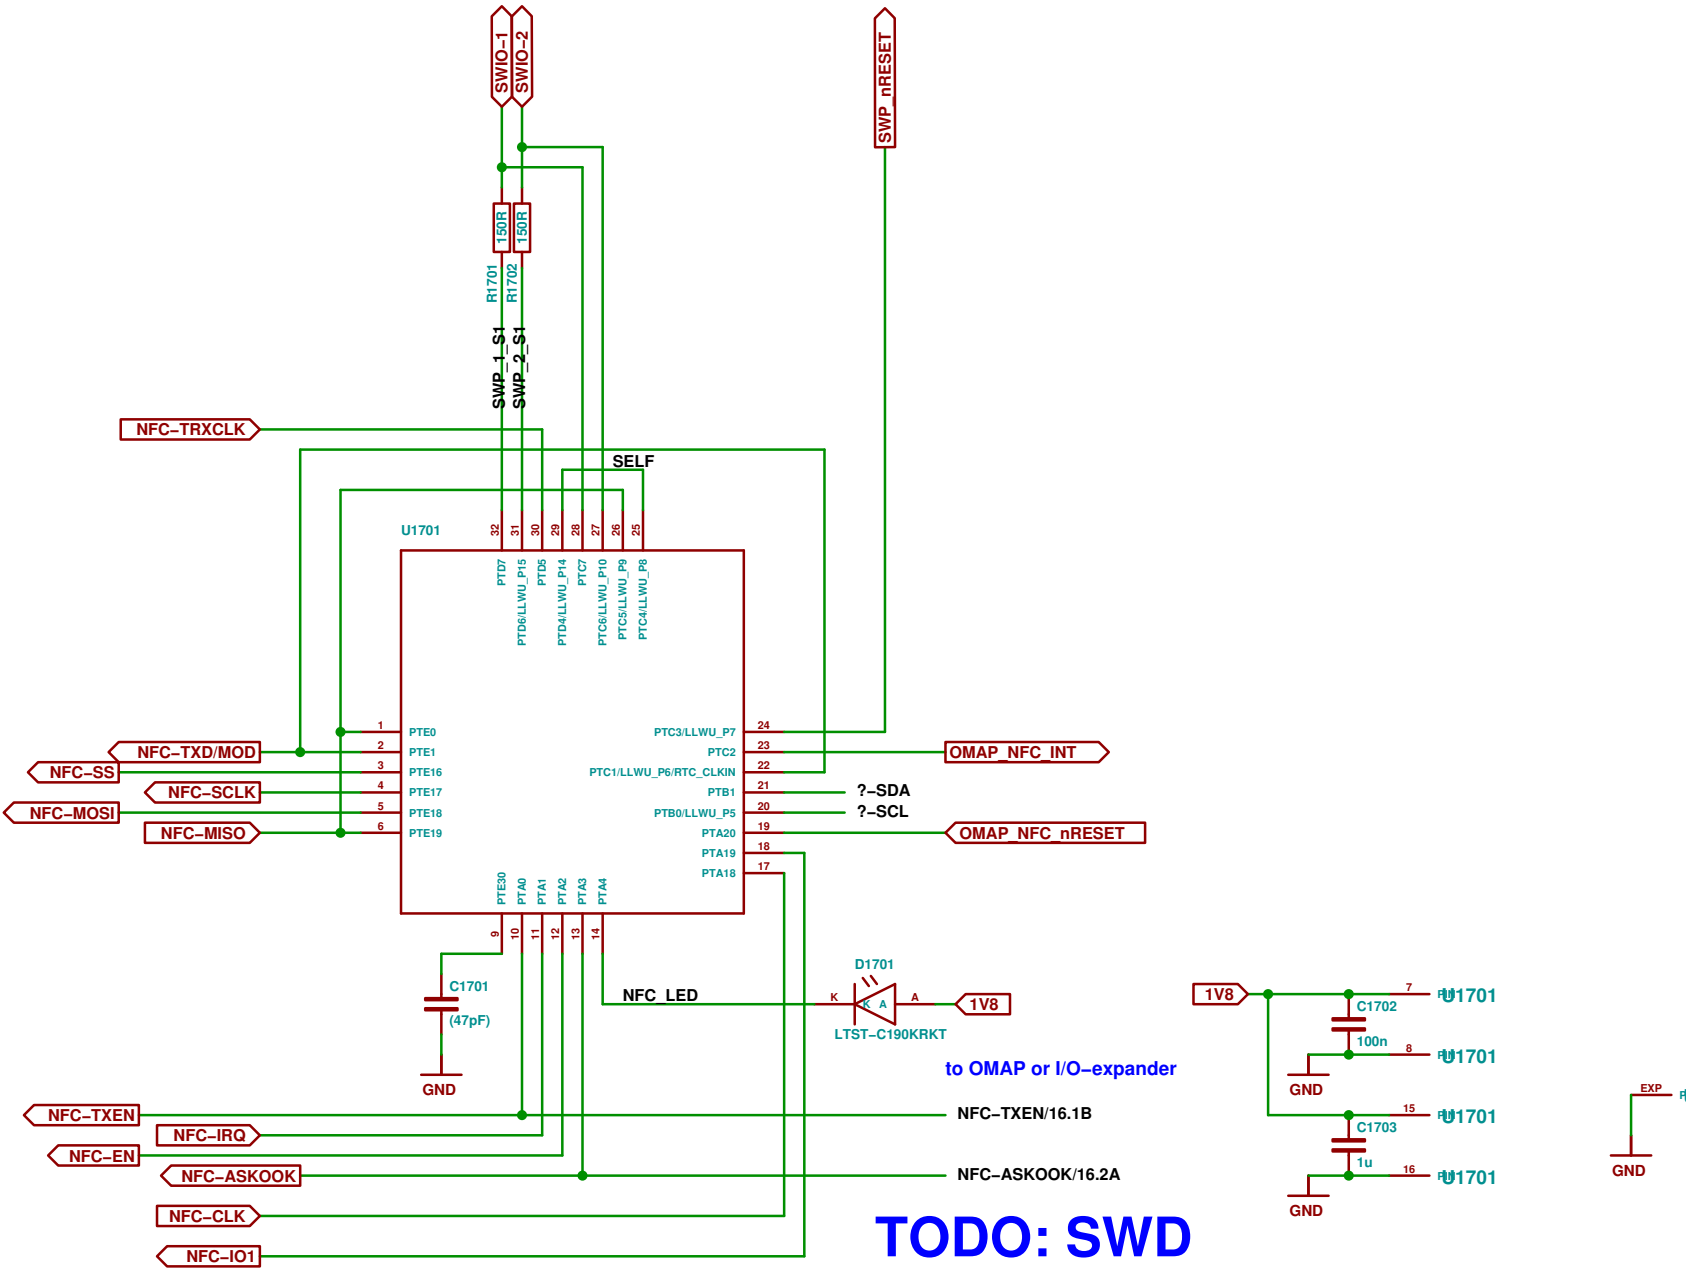 SWIO-1
SWIO-2
SWP_nRESET
150R
150R
R1701
R1702
SWP_1_S1
SWP_2_S1
NFC-TRXCLK
SELF
U1701
32
31
30
29
28
27
26
25
PTD7
PTD6/LLWU_P15
PTD5
PTD4/LLWU_P14
PTC7
PTC6/LLWU_P10
PTC5/LLWU_P9
PTC4/LLWU_P8
1 PTE0
NFC-TXD/MOD 2 PTE1
NFC-SS 3 PTE16
NFC-SCLK 4 PTE17
NFC-MOSI 5 PTE18
NFC-MISO 6 PTE19
PTC3/LLWU_P7 24
PTC2 23 OMAP_NFC_INT
PTC1/LLWU_P6/RTC_CLKIN 22
PTB1 21 ?-SDA
PTB0/LLWU_P5 20 ?-SCL
PTA20 19 OMAP_NFC_nRESET
PTA19 18
PTA18 17
PTE30
PTA0
PTA1
PTA2
PTA3
PTA4
9
10
11
12
13
14
C1701
(47pF)
GND
NFC_LED
D1701
K
K A
A
1V8
LTST-C190KRKT
to OMAP or I/O-expander
NFC-TXEN
NFC-TXEN/16.1B
NFC-IRQ
NFC-EN
NFC-ASKOOK
NFC-ASKOOK/16.2A
NFC-CLK
NFC-IO1
TODO: SWD
1V8
7 U1701
C1702
100n
8 U1701
GND
15 U1701
C1703
1u
16 U1701
GND
EXP
GND